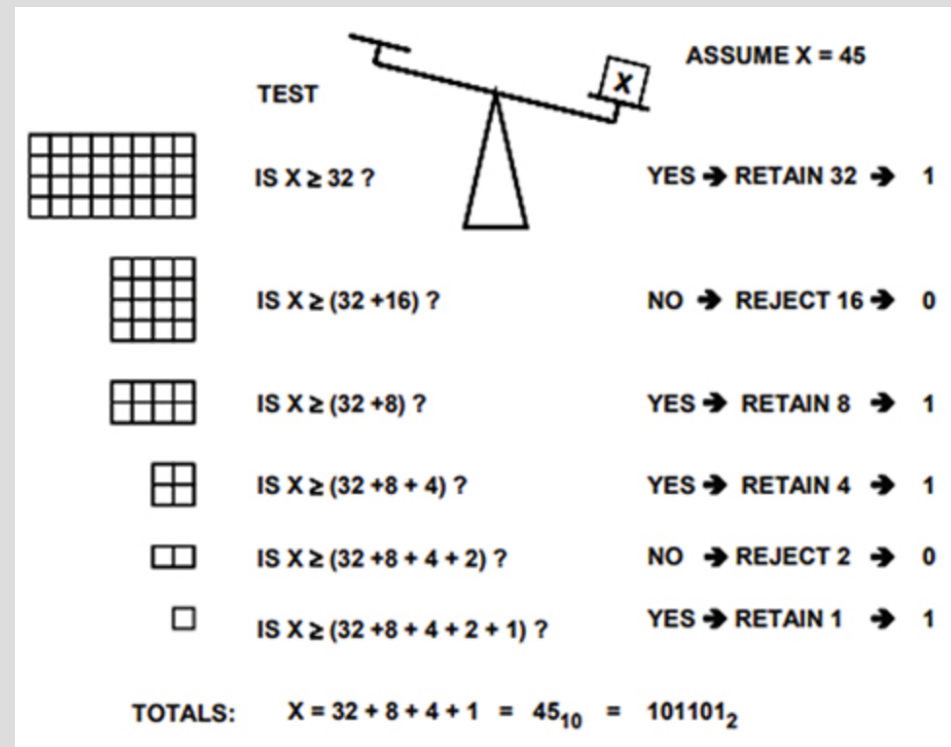 ASSUME X = 45
X
TEST
IS X ≥ 32 ? YES ➔ RETAIN 32 ➔ 1
IS X ≥ (32 +16) ? NO ➔ REJECT 16 ➔ 0
IS X ≥ (32 +8) ? YES ➔ RETAIN 8 ➔ 1
IS X ≥ (32 +8 + 4) ? YES ➔ RETAIN 4 ➔ 1
IS X ≥ (32 +8 + 4 + 2) ? NO ➔ REJECT 2 ➔ 0
IS X ≥ (32 +8 + 4 + 2 + 1) ? YES ➔ RETAIN 1 ➔ 1
TOTALS: X = 32 + 8 + 4 + 1 = 45₁₀ = 101101₂